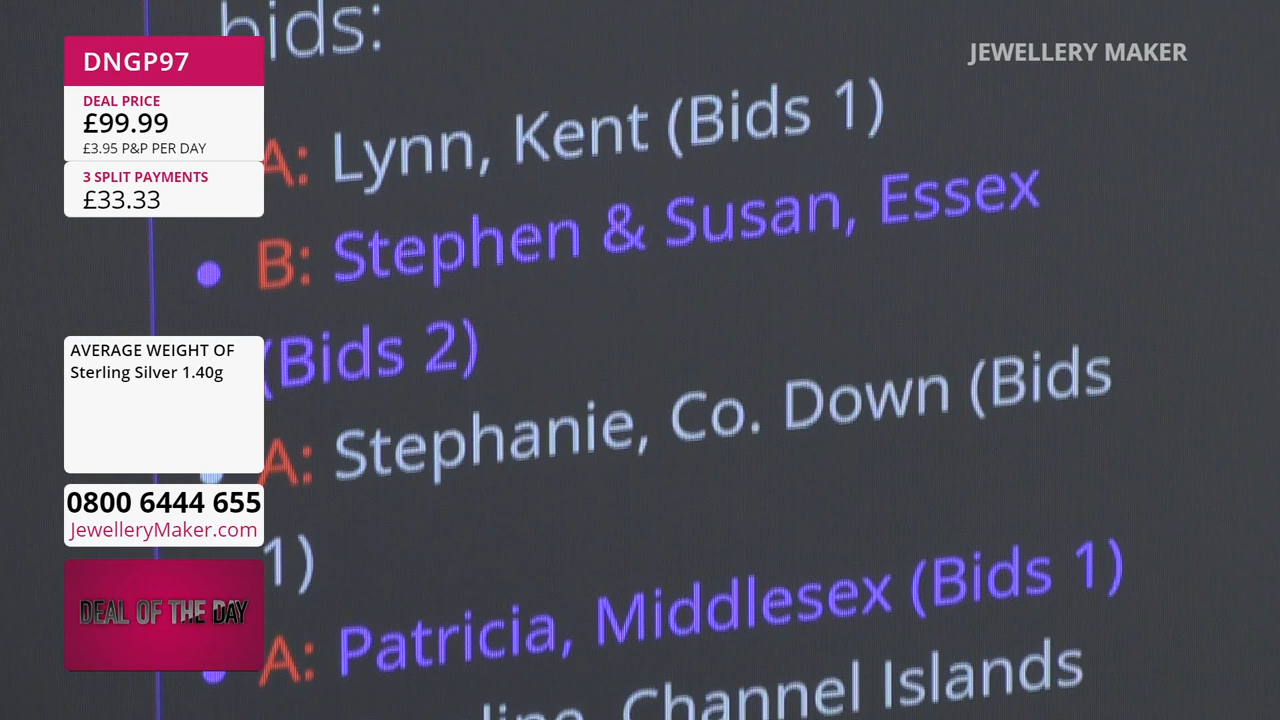 bids:
JEWELLERY MAKER
DNGP97
DEAL PRICE
£99.99
£3.95 P&P PER DAY
3 SPLIT PAYMENTS
£33.33
A: Lynn, Kent (Bids 1)
B: Stephen & Susan, Essex
(Bids 2)
A: Stephanie, Co. Down (Bids
1)
A: Patricia, Middlesex (Bids 1)
Channel Islands
AVERAGE WEIGHT OF
Sterling Silver 1.40g
0800 6444 655
JewelleryMaker.com
DEAL OF THE DAY